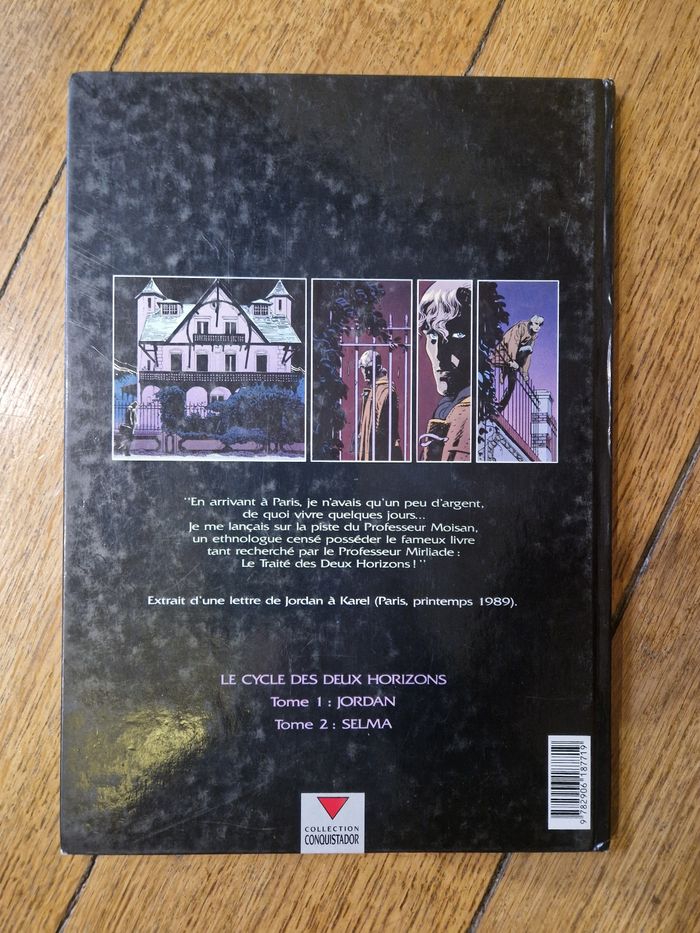 "En arrivant à Paris, je n'avais qu'un peu d'argent,
de quoi vivre quelques jours...
Je me lançais sur la piste du Professeur Moisan,
un ethnologue censé posséder le fameux livre
tant recherché par le Professeur Mirliade :
Le Traité des Deux Horizons ! "
Extrait d'une lettre de Jordan à Karel (Paris, printemps 1989).
LE CYCLE DES DEUX HORIZONS
Tome 1 : JORDAN
Tome 2 : SELMA
9 782906 187719
COLLECTION
CONQUISTADOR